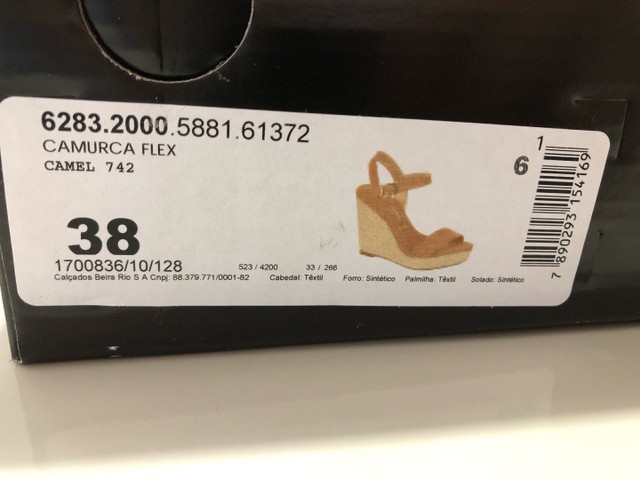 6283.2000.5881.61372
CAMURCA FLEX
CAMEL 742
38
1700836/10/128
523 / 4200
33 / 266
Calçados Beira Rio S A Cnpj: 88.379.771/0001-82
Cabedal: Têxtil
Forro: Sintético
Palmilha: Têxtil
Solado: Sintético
1
6
7 890293 154169